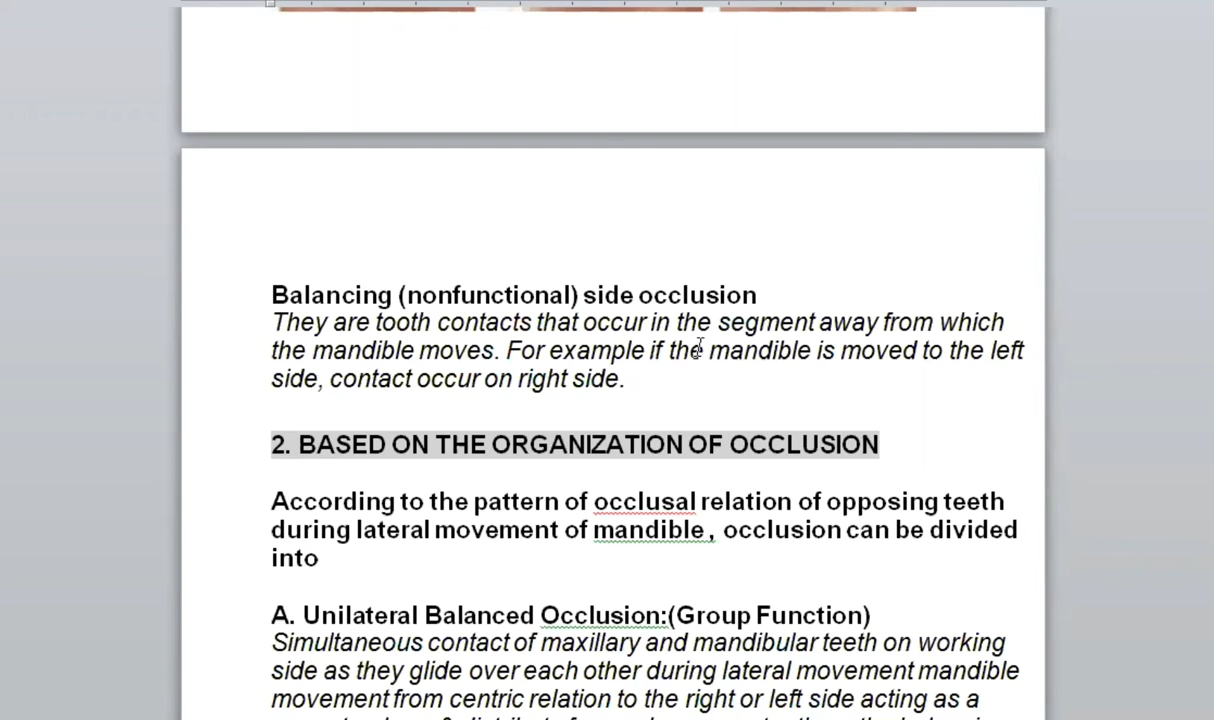 Balancing (nonfunctional) side occlusion
They are tooth contacts that occur in the segment away from which
the mandible moves. For example if the mandible is moved to the left
side, contact occur on right side.
2. BASED ON THE ORGANIZATION OF OCCLUSION
According to the pattern of occlusal relation of opposing teeth
during lateral movement of mandible , occlusion can be divided
into
A. Unilateral Balanced Occlusion:(Group Function)
Simultaneous contact of maxillary and mandibular teeth on working
side as they glide over each other during lateral movement mandible
movement from centric relation to the right or left side acting as a